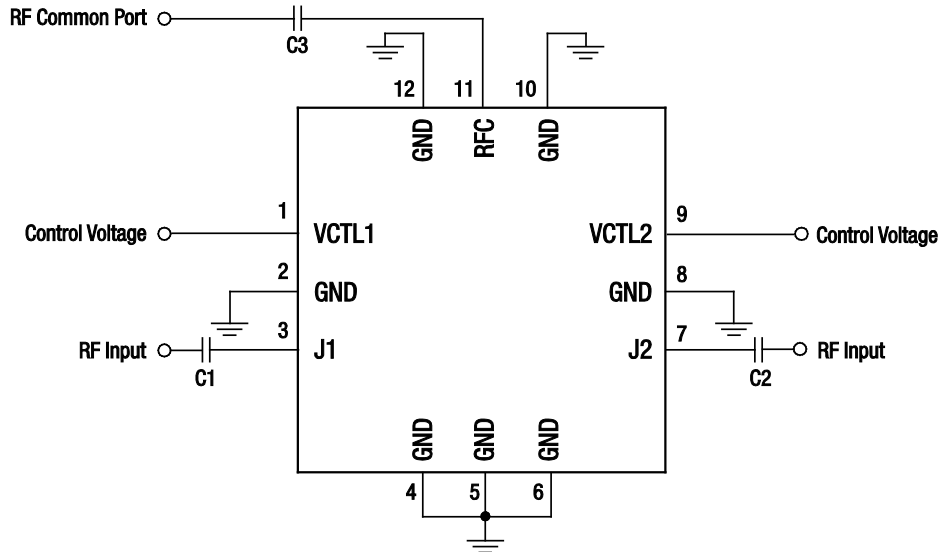 RF Common Port
C3
12
11
10
GND
RFC
GND
1
9
Control Voltage
VCTL1
VCTL2
Control Voltage
2
8
GND
GND
3
7
RF Input
J1
J2
RF Input
C1
C2
GND
GND
GND
4
5
6